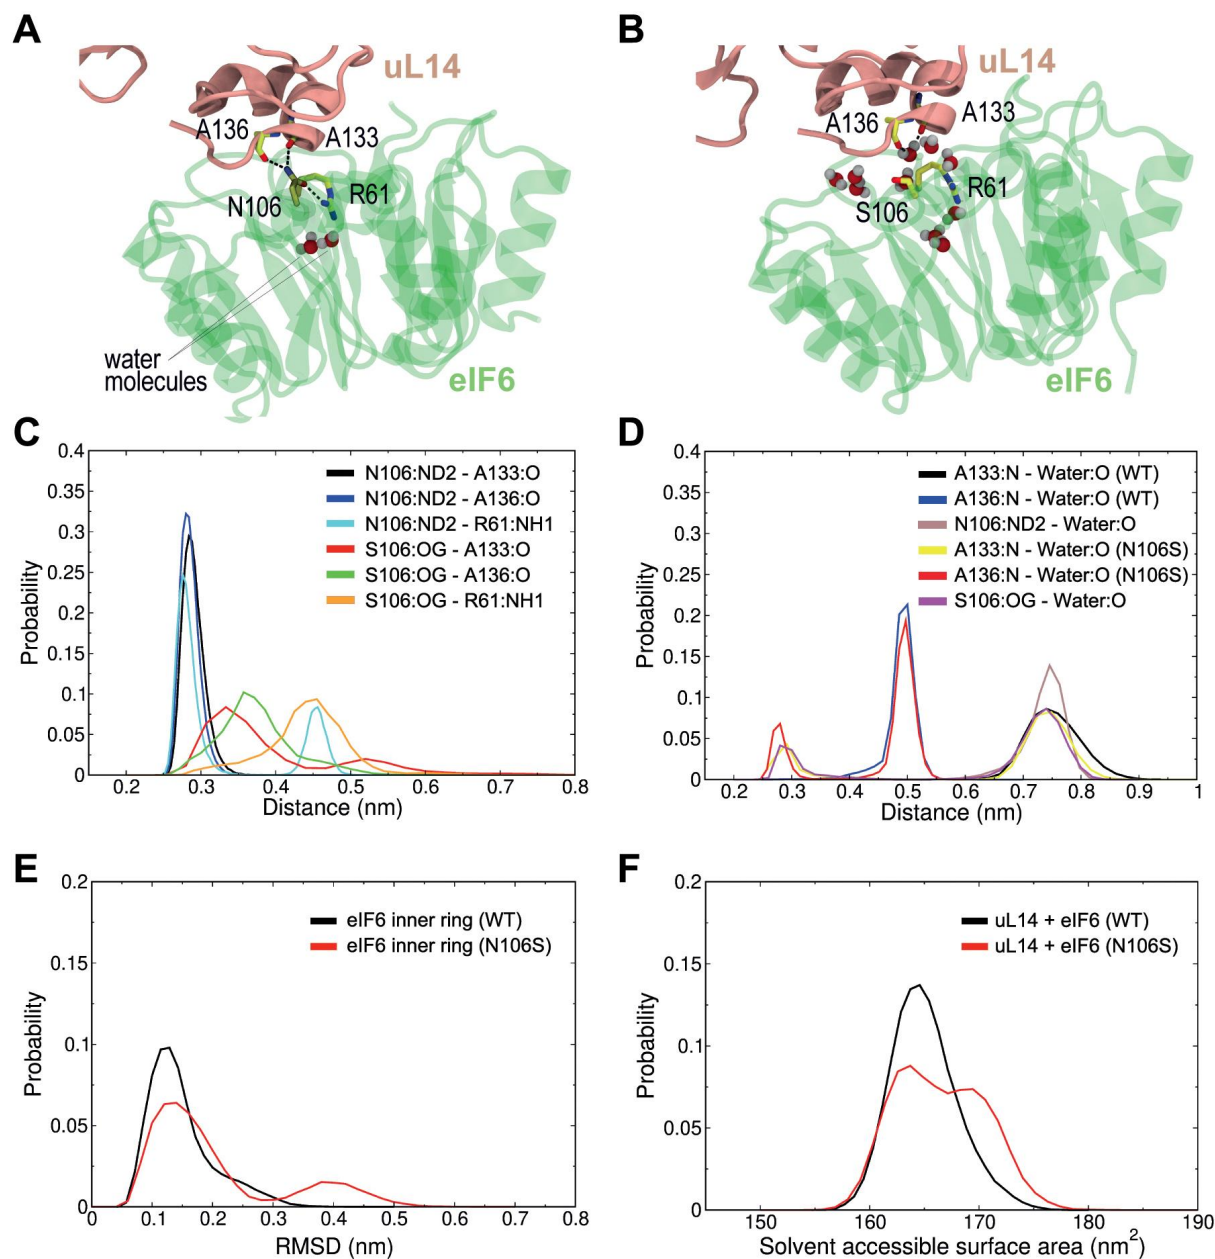 A
uL14
A136
A133
N106
R61
water
molecules
eIF6
B
uL14
A136
A133
S106
R61
eIF6
C
0.4
0.35
0.3
0.25
0.2
0.15
0.1
0.05
0
Probability
N106:ND2 - A133:O
N106:ND2 - A136:O
N106:ND2 - R61:NH1
S106:OG - A133:O
S106:OG - A136:O
S106:OG - R61:NH1
0.2 0.3 0.4 0.5 0.6 0.7 0.8
Distance (nm)
D
0.4
0.35
0.3
0.25
0.2
0.15
0.1
0.05
0
Probability
A133:N - Water:O (WT)
A136:N - Water:O (WT)
N106:ND2 - Water:O
A133:N - Water:O (N106S)
A136:N - Water:O (N106S)
S106:OG - Water:O
0.2 0.3 0.4 0.5 0.6 0.7 0.8 0.9 1
Distance (nm)
E
0.2
0.15
0.1
0.05
0
Probability
eIF6 inner ring (WT)
eIF6 inner ring (N106S)
0 0.1 0.2 0.3 0.4 0.5 0.6 0.7 0.8
RMSD (nm)
F
0.2
0.15
0.1
0.05
0
Probability
uL14 + eIF6 (WT)
uL14 + eIF6 (N106S)
150 160 170 180 190
Solvent accessible surface area (nm²)